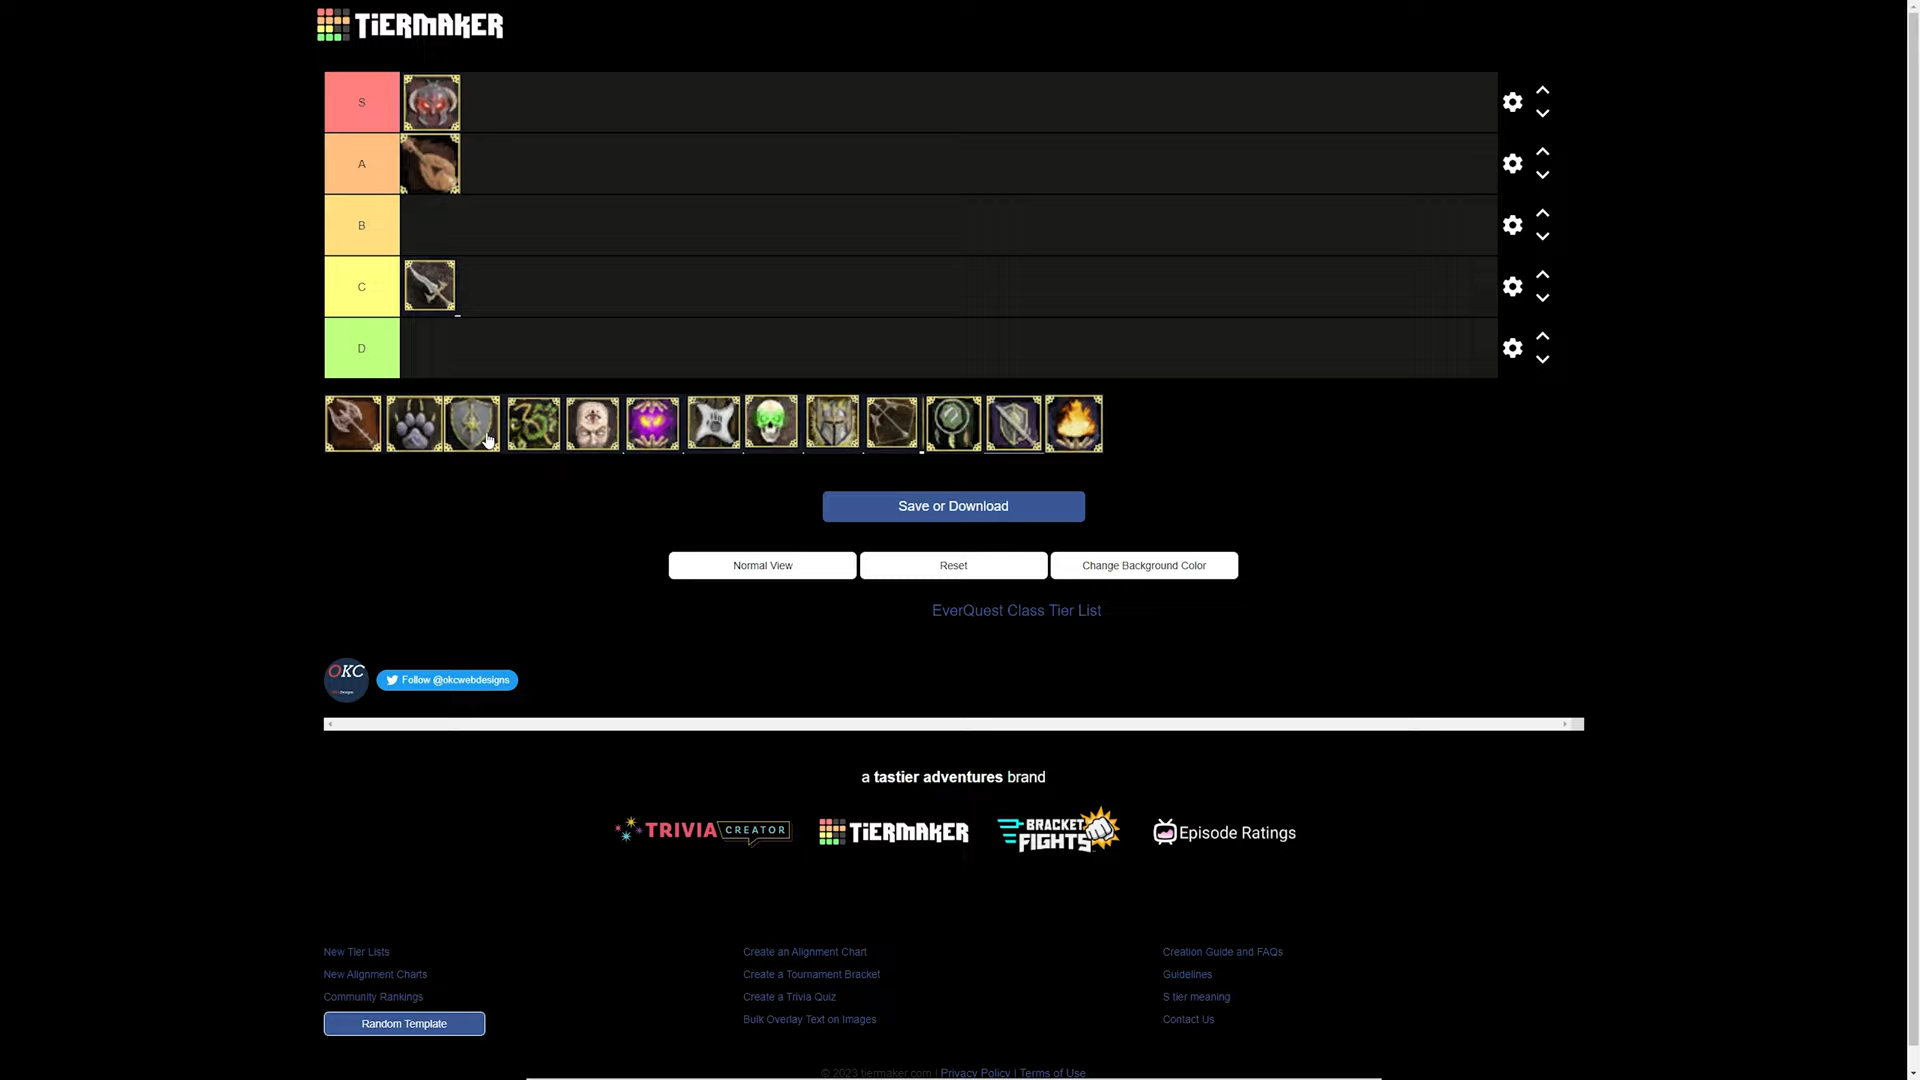 TiERMAKER
S
A
B
C
D
Save or Download
Normal View
Reset
Change Background Color
EverQuest Class Tier List
OKC
Follow @okcwebdesigns
a tastier adventures brand
TRIVIA CREATOR
TiERMAKER
BRACKET FIGHTS
Episode Ratings
New Tier Lists
Create an Alignment Chart
Creation Guide and FAQs
New Alignment Charts
Create a Tournament Bracket
Guidelines
Community Rankings
Create a Trivia Quiz
S tier meaning
Random Template
Bulk Overlay Text on Images
Contact Us
© 2023 tiermaker.com | Privacy Policy | Terms of Use